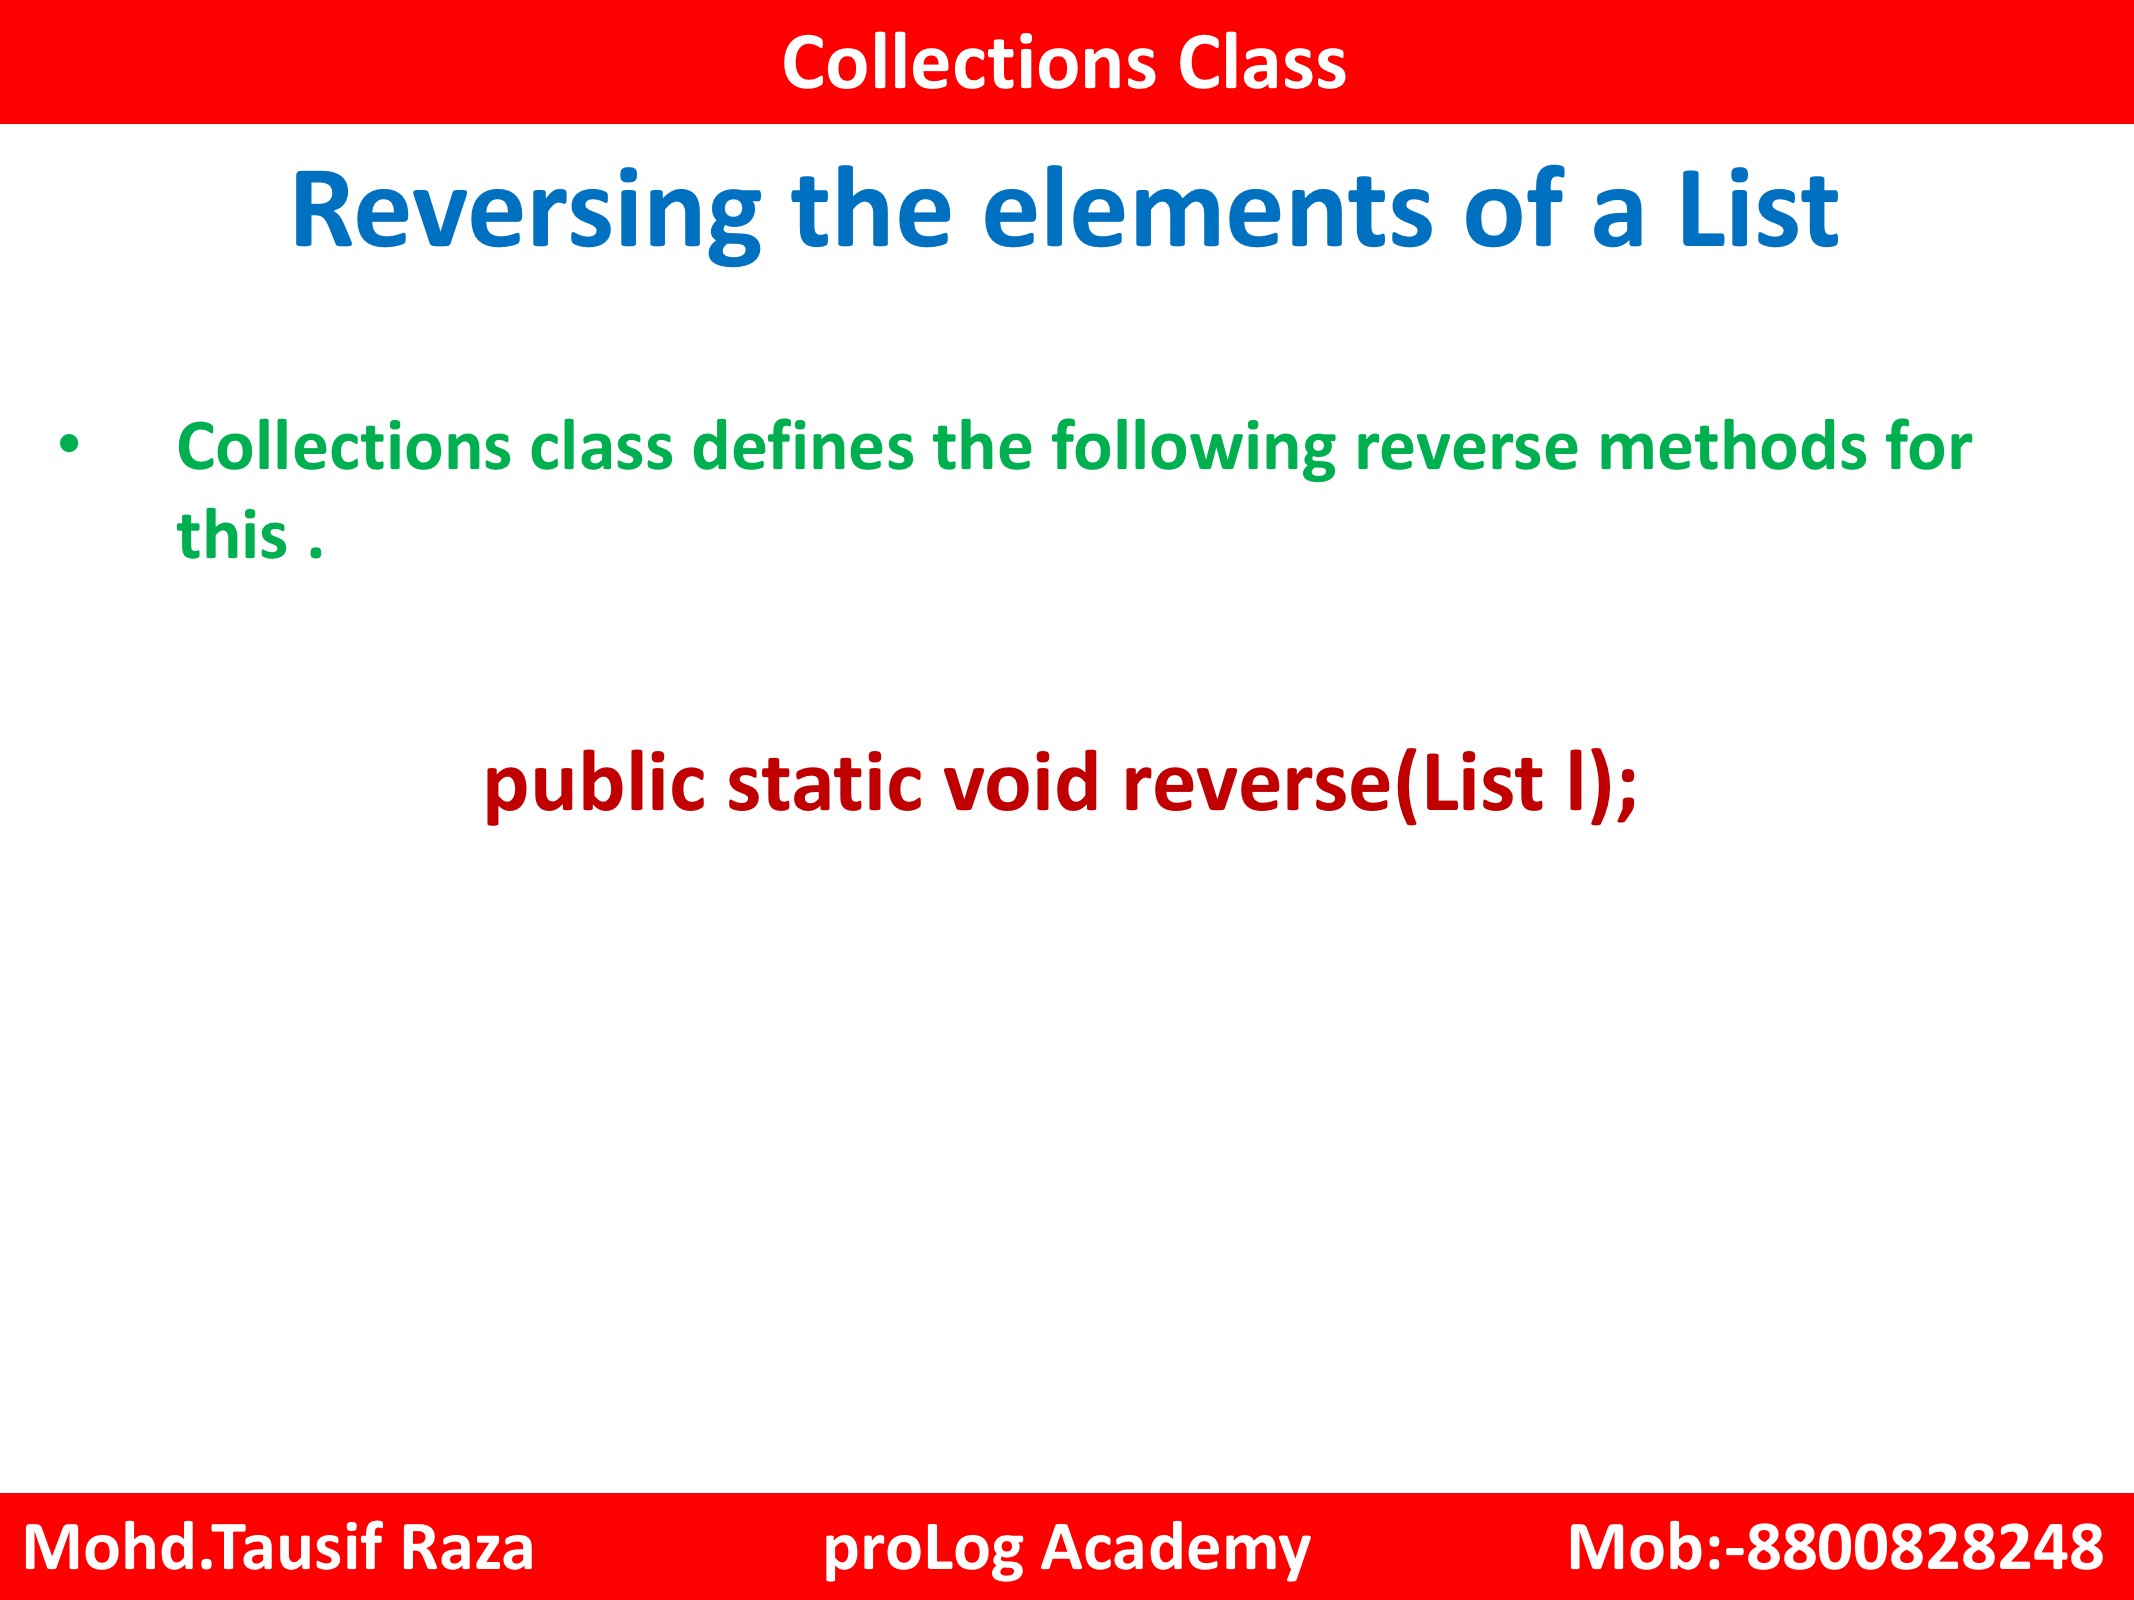 Collections Class
Reversing the elements of a List
• Collections class defines the following reverse methods for
this .
public static void reverse(List l);
Mohd.Tausif Raza proLog Academy Mob:-8800828248